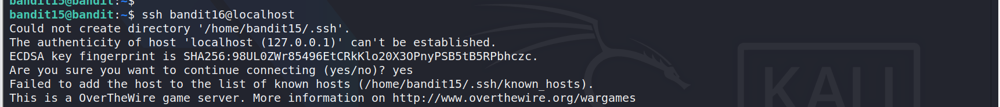 bandit15@bandit:~$
bandit15@bandit:~$ ssh bandit16@localhost
Could not create directory '/home/bandit15/.ssh'.
The authenticity of host 'localhost (127.0.0.1)' can't be established.
ECDSA key fingerprint is SHA256:98UL0ZWr85496EtCRkKlo20X3OPnyPSB5tB5RPbhczc.
Are you sure you want to continue connecting (yes/no)? yes
Failed to add the host to the list of known hosts (/home/bandit15/.ssh/known_hosts).
This is a OverTheWire game server. More information on http://www.overthewire.org/wargames
KALI